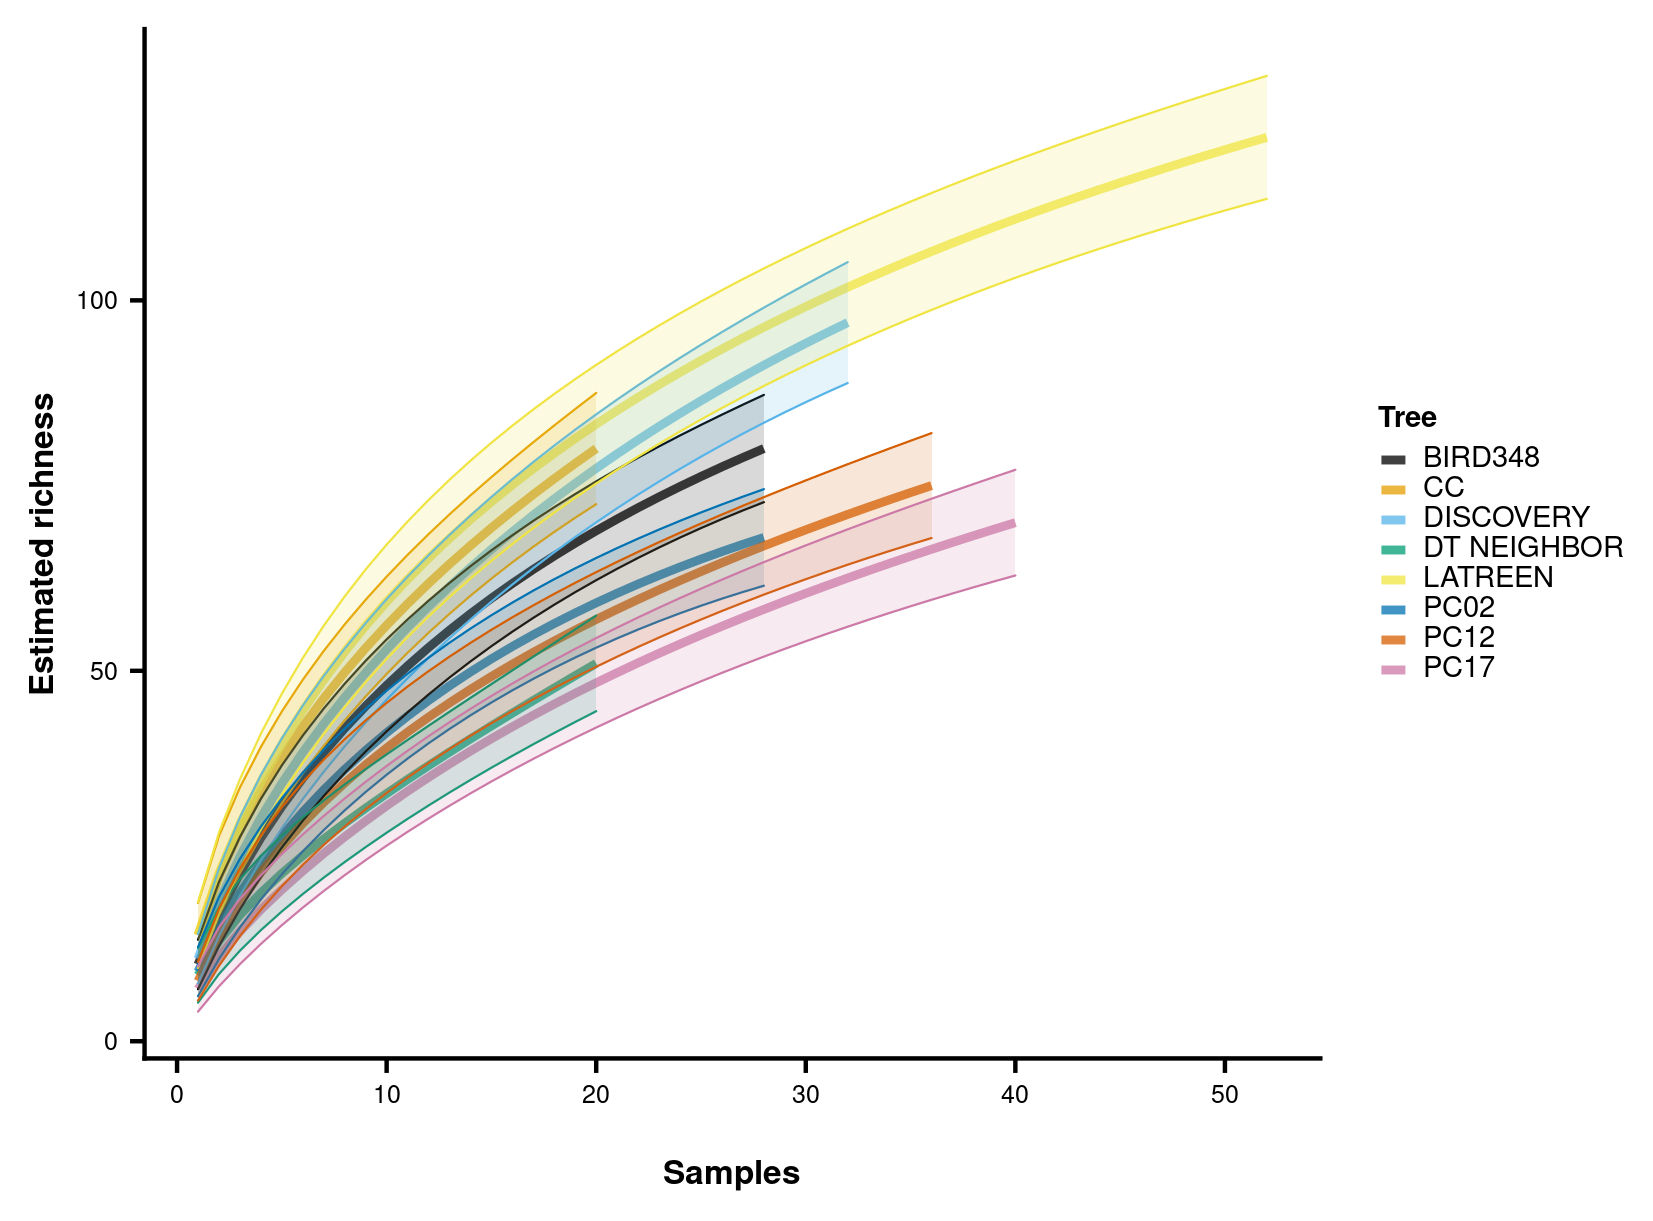 Estimated richness
100
50
0
0 10 20 30 40 50
Samples
Tree
BIRD348
CC
DISCOVERY
DT NEIGHBOR
LATREEN
PC02
PC12
PC17